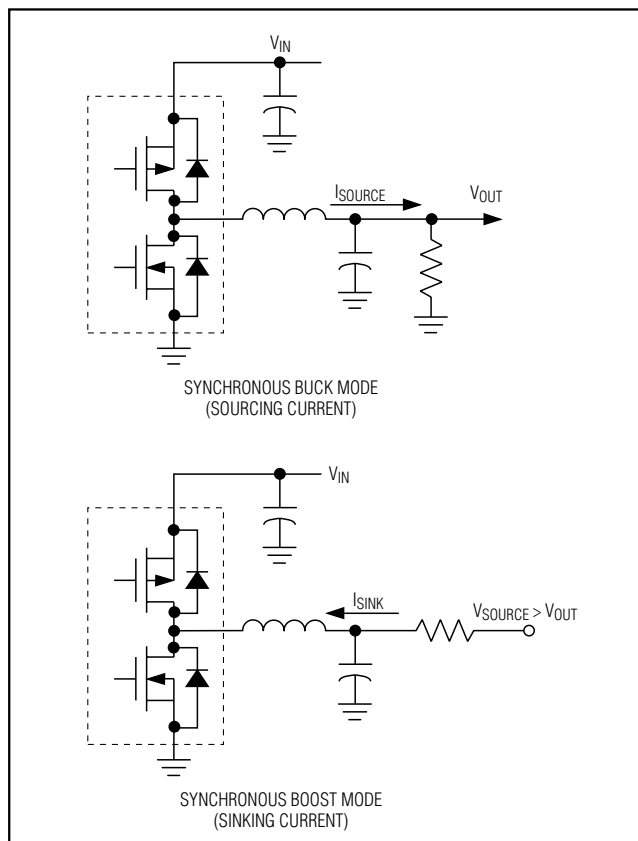 VIN
ISOURCE
VOUT
SYNCHRONOUS BUCK MODE
(SOURCING CURRENT)
VIN
ISINK
VSOURCE > VOUT
SYNCHRONOUS BOOST MODE
(SINKING CURRENT)